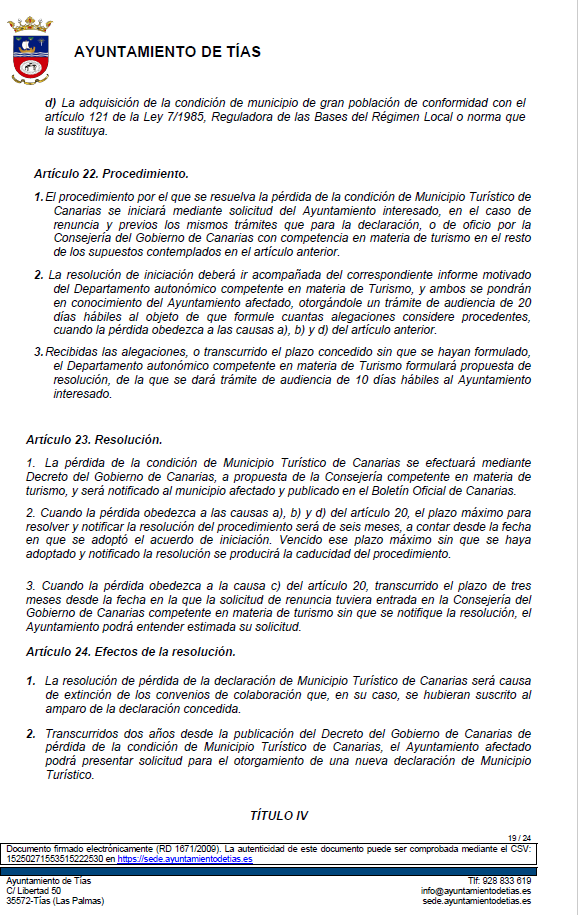 AYUNTAMIENTO DE TÍAS
d) La adquisición de la condición de municipio de gran población de conformidad con el
artículo 121 de la Ley 7/1985, Reguladora de las Bases del Régimen Local o norma que
la sustituya.
Artículo 22. Procedimiento.
1. El procedimiento por el que se resuelva la pérdida de la condición de Municipio Turístico de
Canarias se iniciará mediante solicitud del Ayuntamiento interesado, en el caso de
renuncia y previos los mismos trámites que para la declaración, o de oficio por la
Consejería del Gobierno de Canarias con competencia en materia de turismo en el resto
de los supuestos contemplados en el artículo anterior.
2. La resolución de iniciación deberá ir acompañada del correspondiente informe motivado
del Departamento autonómico competente en materia de Turismo, y ambos se pondrán
en conocimiento del Ayuntamiento afectado, otorgándole un trámite de audiencia de 20
días hábiles al objeto de que formule cuantas alegaciones considere procedentes,
cuando la pérdida obedezca a las causas a), b) y d) del artículo anterior.
3. Recibidas las alegaciones, o transcurrido el plazo concedido sin que se hayan formulado,
el Departamento autonómico competente en materia de Turismo formulará propuesta de
resolución, de la que se dará trámite de audiencia de 10 días hábiles al Ayuntamiento
interesado.
Artículo 23. Resolución.
1. La pérdida de la condición de Municipio Turístico de Canarias se efectuará mediante
Decreto del Gobierno de Canarias, a propuesta de la Consejería competente en materia de
turismo, y será notificado al municipio afectado y publicado en el Boletín Oficial de Canarias.
2. Cuando la pérdida obedezca a las causas a), b) y d) del artículo 20, el plazo máximo para
resolver y notificar la resolución del procedimiento será de seis meses, a contar desde la fecha
en que se adoptó el acuerdo de iniciación. Vencido ese plazo máximo sin que se haya
adoptado y notificado la resolución se producirá la caducidad del procedimiento.
3. Cuando la pérdida obedezca a la causa c) del artículo 20, transcurrido el plazo de tres
meses desde la fecha en la que la solicitud de renuncia tuviera entrada en la Consejería del
Gobierno de Canarias competente en materia de turismo sin que se notifique la resolución, el
Ayuntamiento podrá entender estimada su solicitud.
Artículo 24. Efectos de la resolución.
1. La resolución de pérdida de la declaración de Municipio Turístico de Canarias será causa
de extinción de los convenios de colaboración que, en su caso, se hubieran suscrito al
amparo de la declaración concedida.
2. Transcurridos dos años desde la publicación del Decreto del Gobierno de Canarias de
pérdida de la condición de Municipio Turístico de Canarias, el Ayuntamiento afectado
podrá presentar solicitud para el otorgamiento de una nueva declaración de Municipio
Turístico.
TÍTULO IV
19 / 24
Documento firmado electrónicamente (RD 1671/2009). La autenticidad de este documento puede ser comprobada mediante el CSV:
15250271553515222530 en https://sede.ayuntamientodetias.es
Ayuntamiento de Tías Tlf: 928 833 619
C/ Libertad 50 info@ayuntamientodetias.es
35572-Tías (Las Palmas) sede.ayuntamientodetias.es